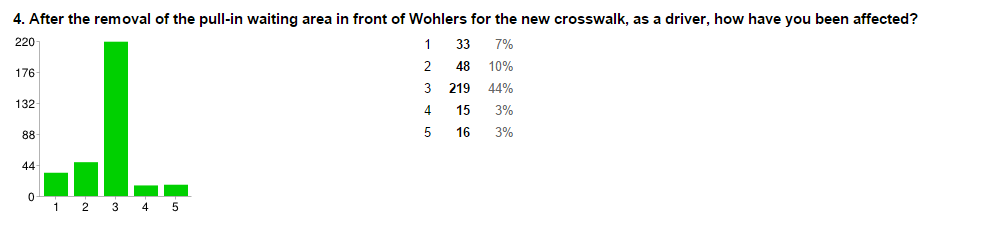 4. After the removal of the pull-in waiting area in front of Wohlers for the new crosswalk, as a driver, how have you been affected?
220
176
132
88
44
0
1 2 3 4 5
1 33 7%
2 48 10%
3 219 44%
4 15 3%
5 16 3%